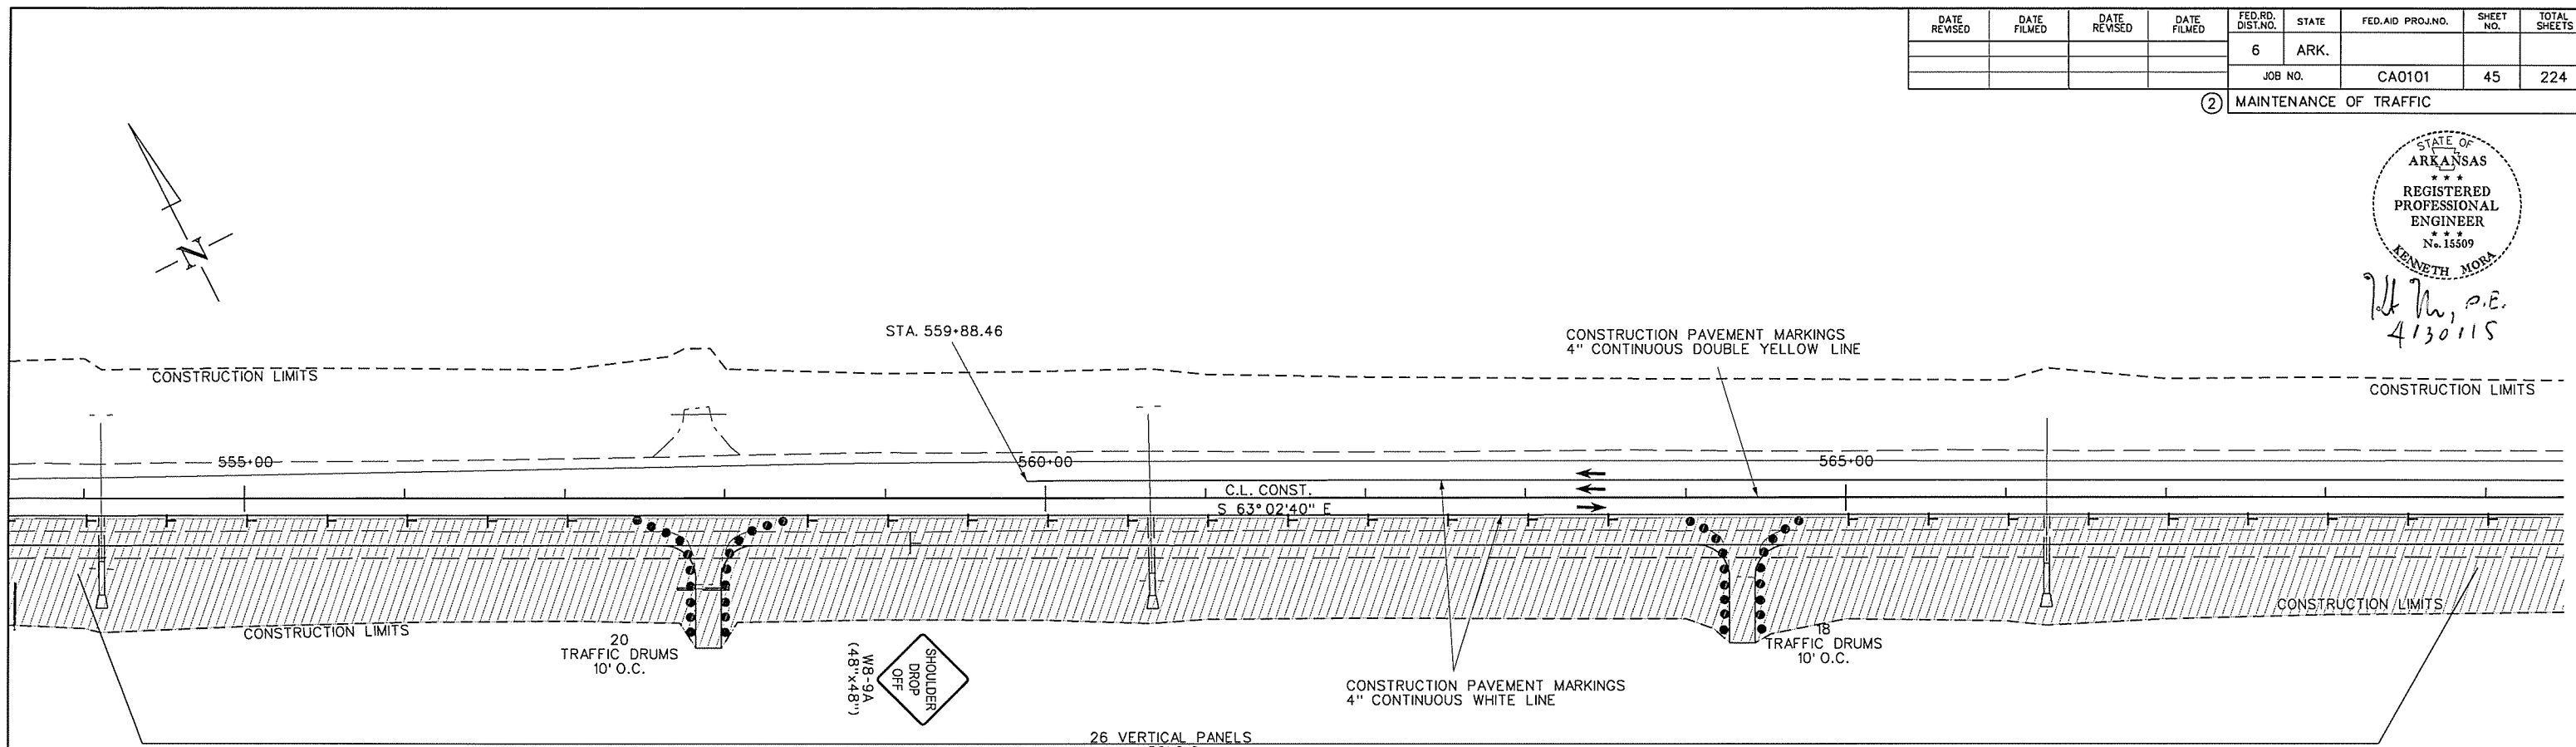 DATE REVISED
DATE FILMED
DATE REVISED
DATE FILMED
FED.RD. DIST.NO.
STATE
FED.AID PROJ.NO.
SHEET NO.
TOTAL SHEETS
6
ARK.
JOB NO.
CA0101
45
224
2
MAINTENANCE OF TRAFFIC
STATE OF
ARKANSAS
★ ★ ★
REGISTERED
PROFESSIONAL
ENGINEER
★ ★ ★
No. 15509
KENNETH MORA
P.E.
N
STA. 559+88.46
CONSTRUCTION PAVEMENT MARKINGS
4" CONTINUOUS DOUBLE YELLOW LINE
CONSTRUCTION LIMITS
CONSTRUCTION LIMITS
555+00
560+00
565+00
C.L. CONST.
S 63°02'40" E
CONSTRUCTION LIMITS
CONSTRUCTION LIMITS
20
TRAFFIC DRUMS
10' O.C.
W8-9A
(48"x48")
SHOULDER
DROP
OFF
18
TRAFFIC DRUMS
10' O.C.
CONSTRUCTION PAVEMENT MARKINGS
4" CONTINUOUS WHITE LINE
26 VERTICAL PANELS